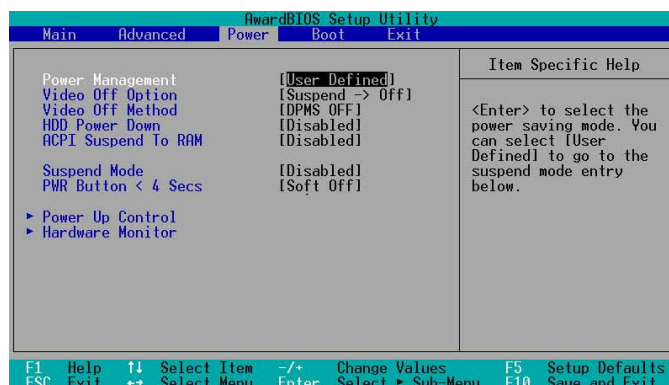 AwardBIOS Setup Utility
Main Advanced Power Boot Exit
Item Specific Help
Power Management [User Defined]
Video Off Option [Suspend -> Off]
Video Off Method [DPMS OFF]
HDD Power Down [Disabled]
ACPI Suspend To RAM [Disabled]
Suspend Mode [Disabled]
PWR Button < 4 Secs [Soft Off]
▸ Power Up Control
▸ Hardware Monitor
<Enter> to select the
power saving mode. You
can select [User
Defined] to go to the
suspend mode entry
below.
F1 Help ↑↓ Select Item -/+ Change Values F5 Setup Defaults
ESC Exit ↔ Select Menu Enter Select ▸ Sub-Menu F10 Save and Exit